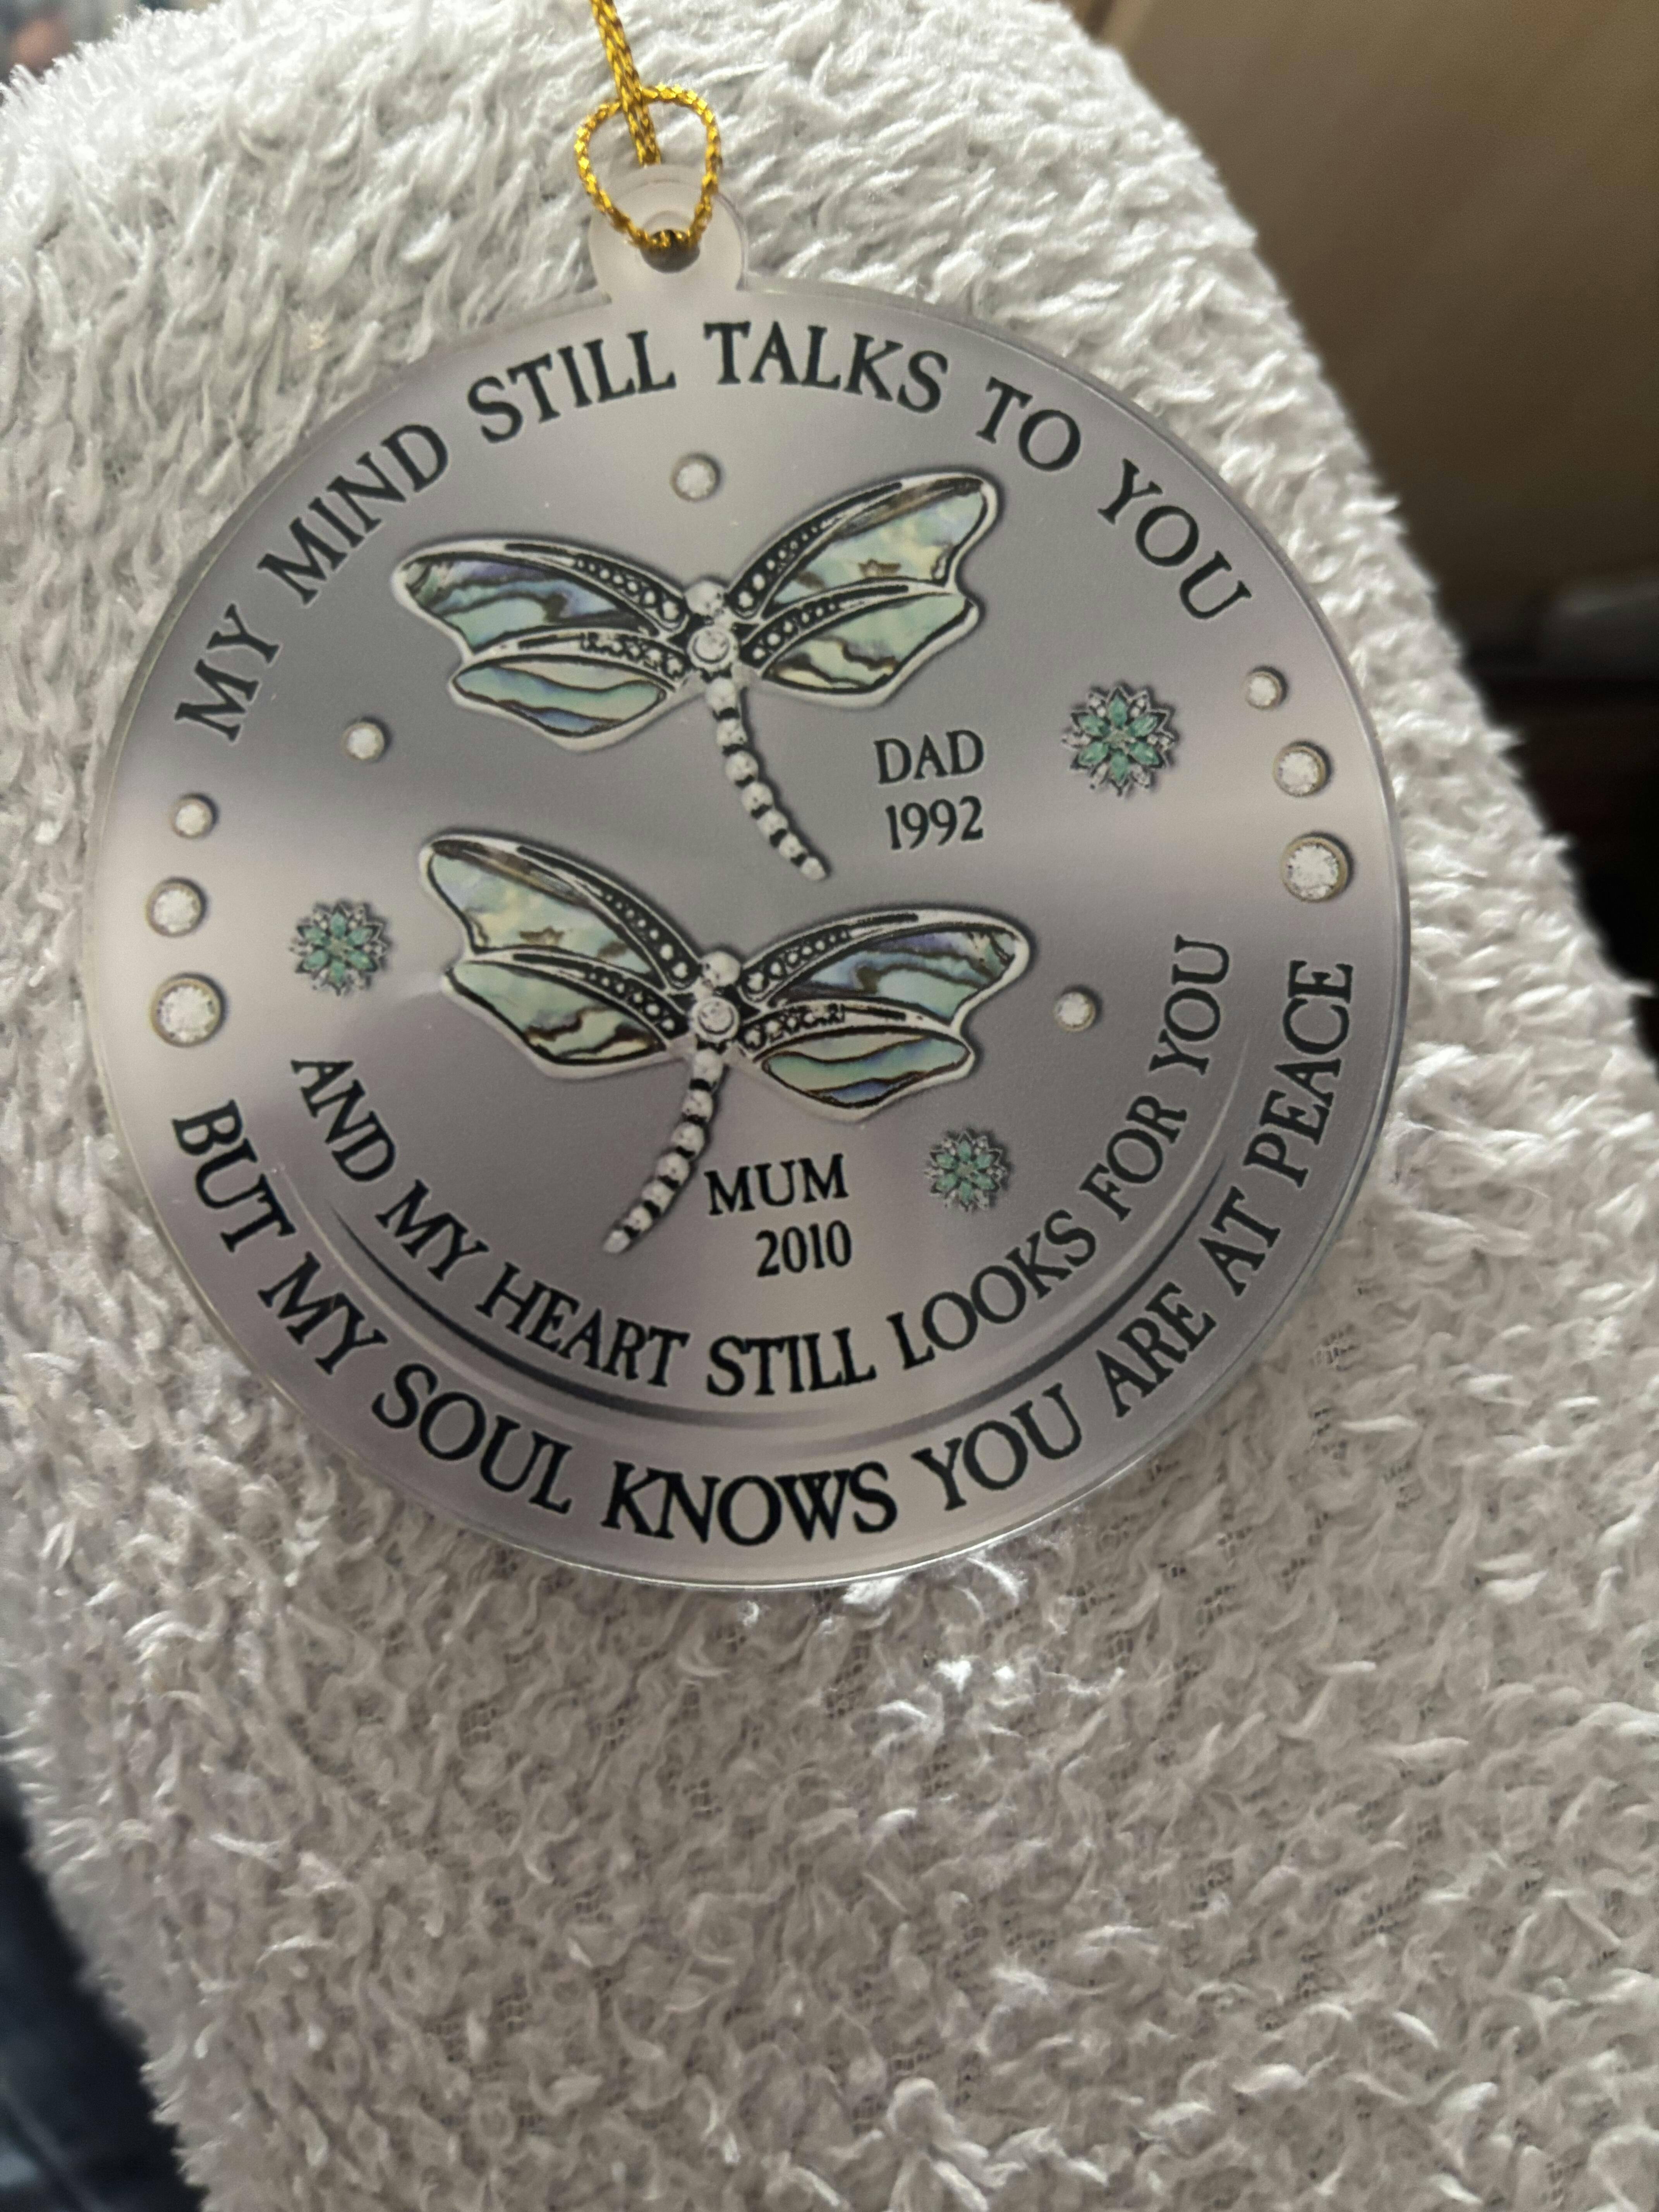 MY MIND STILL TALKS TO YOU
DAD
1992
MUM
2010
AND MY HEART STILL LOOKS FOR YOU
BUT MY SOUL KNOWS YOU ARE AT PEACE